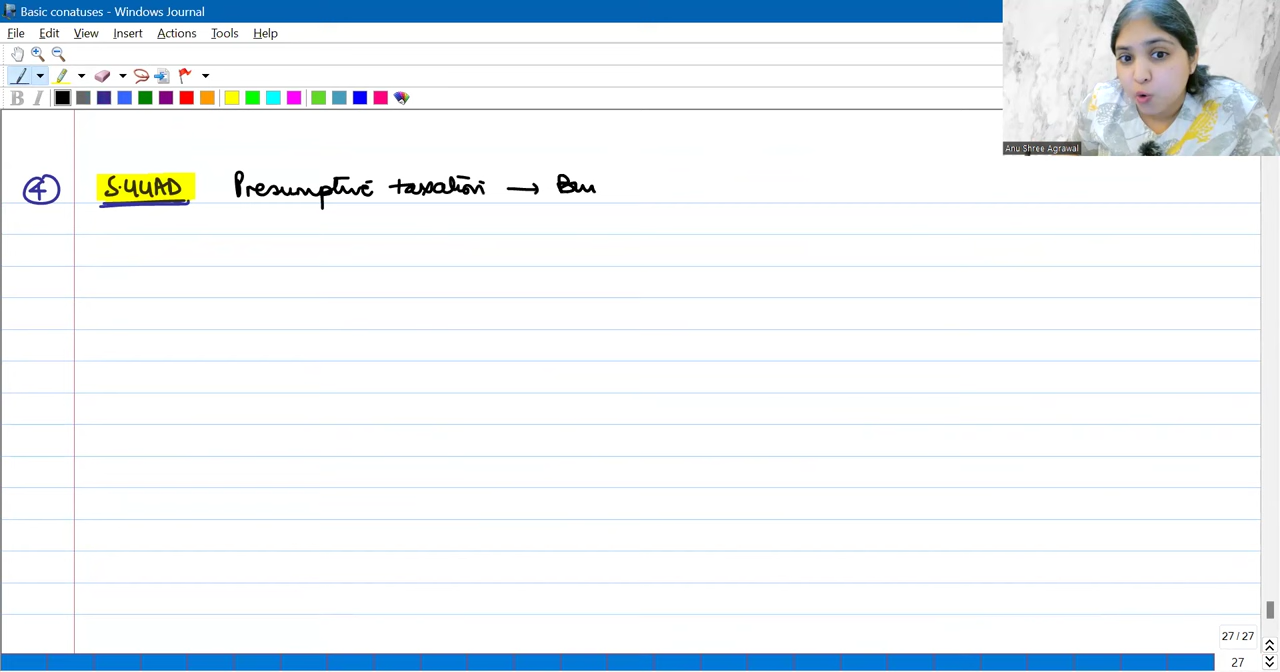 Basic conatuses - Windows Journal
File Edit View Insert Actions Tools Help
B I
Anu Shree Agrawal
4 S.44AD Presumptive taxation → Bus
27 / 27
27